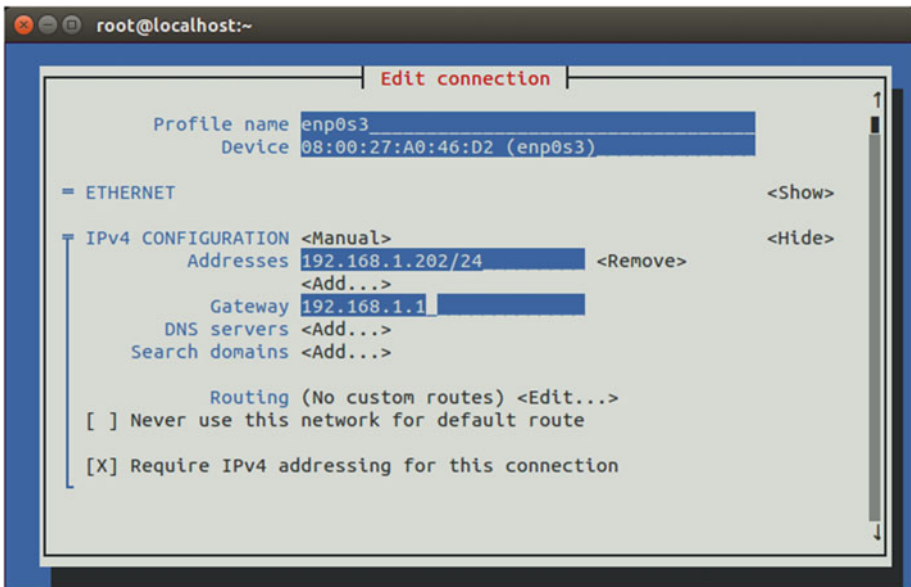 root@localhost:~
Edit connection
Profile name enp0s3
Device 08:00:27:A0:46:D2 (enp0s3)
= ETHERNET <Show>
IPv4 CONFIGURATION <Manual> <Hide>
Addresses 192.168.1.202/24 <Remove>
<Add...>
Gateway 192.168.1.1
DNS servers <Add...>
Search domains <Add...>
Routing (No custom routes) <Edit...>
[ ] Never use this network for default route
[X] Require IPv4 addressing for this connection